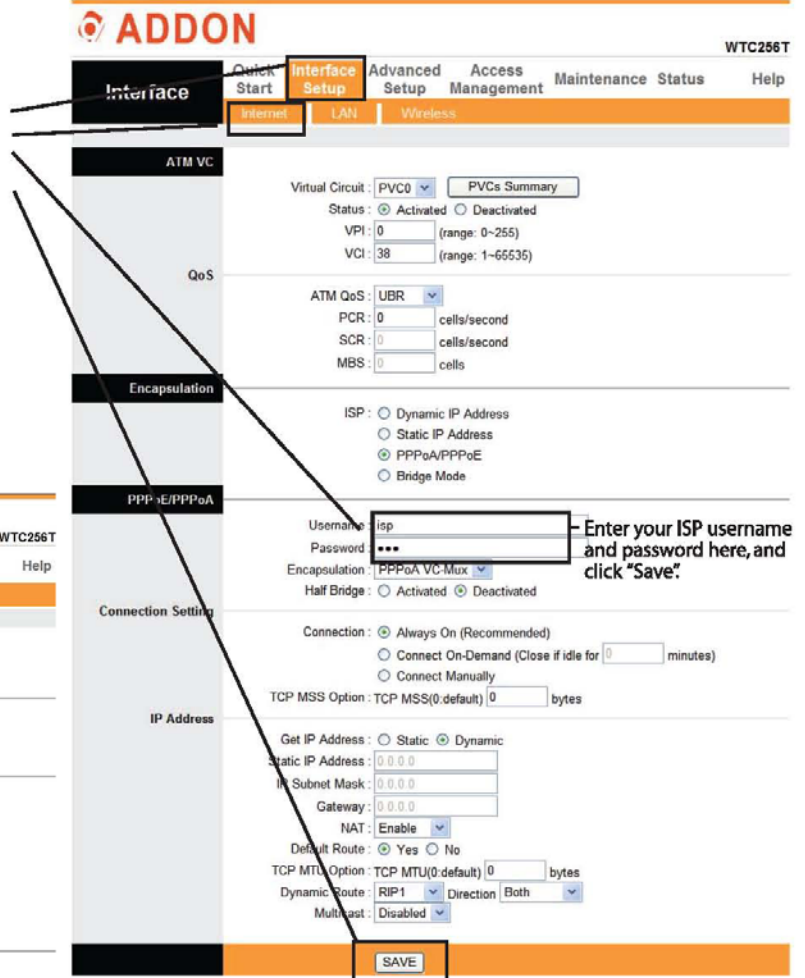 ADDON
WTC256T
Interface
Quick Start
Interface Setup
Advanced Setup
Access Management
Maintenance
Status
Help
Internet
LAN
Wireless
ATM VC
Virtual Circuit : PVC0 PVCs Summary
Status : Activated Deactivated
VPI : 0 (range: 0~255)
VCI : 38 (range: 1~65535)
QoS
ATM QoS : UBR
PCR : 0 cells/second
SCR : 0 cells/second
MBS : 0 cells
Encapsulation
ISP : Dynamic IP Address
Static IP Address
PPPoA/PPPoE
Bridge Mode
PPPoE/PPPoA
Username : isp
Password : •••
Enter your ISP username
and password here, and
click “Save”.
Encapsulation : PPPoA VC-Mux
Half Bridge : Activated Deactivated
Connection Setting
Connection : Always On (Recommended)
Connect On-Demand (Close if idle for 0 minutes)
Connect Manually
TCP MSS Option : TCP MSS(0:default) 0 bytes
IP Address
Get IP Address : Static Dynamic
Static IP Address : 0.0.0.0
IP Subnet Mask : 0.0.0.0
Gateway : 0.0.0.0
NAT : Enable
Default Route : Yes No
TCP MTU Option : TCP MTU(0:default) 0 bytes
Dynamic Route : RIP1 Direction Both
Multicast : Disabled
SAVE
WTC256T
Help